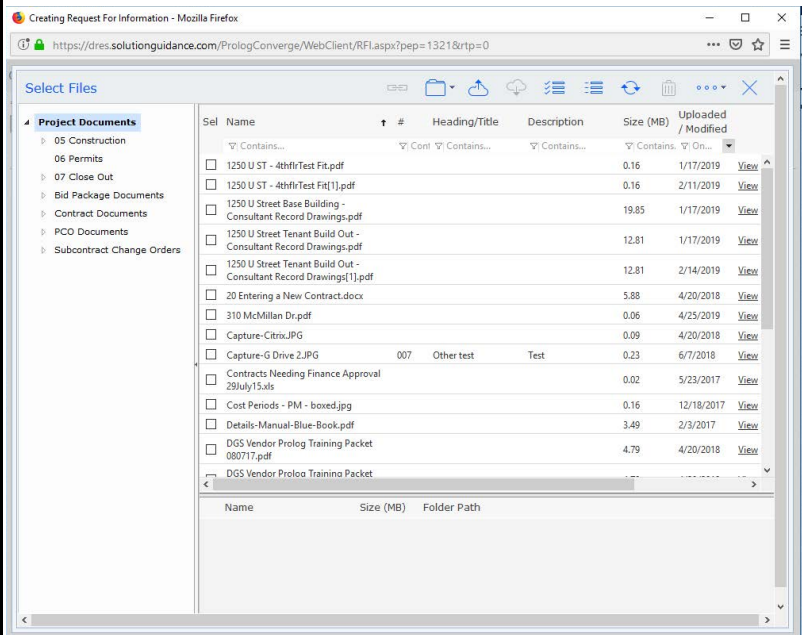 Creating Request For Information - Mozilla Firefox
https://dres.solutionguidance.com/PrologConverge/WebClient/RFI.aspx?pep=1321&rtp=0
Select Files
Project Documents
05 Construction
06 Permits
07 Close Out
Bid Package Documents
Contract Documents
PCO Documents
Subcontract Change Orders
Sel Name # Heading/Title Description Size (MB) Uploaded
/ Modified
Contains... Cont Contains... Contains... Contains. On...
1250 U ST - 4thflrTest Fit.pdf 0.16 1/17/2019 View
1250 U ST - 4thflrTest Fit[1].pdf 0.16 2/11/2019 View
1250 U Street Base Building -
Consultant Record Drawings.pdf 19.85 1/17/2019 View
1250 U Street Tenant Build Out -
Consultant Record Drawings.pdf 12.81 1/17/2019 View
1250 U Street Tenant Build Out -
Consultant Record Drawings[1].pdf 12.81 2/14/2019 View
20 Entering a New Contract.docx 5.88 4/20/2018 View
310 McMillan Dr.pdf 0.06 4/25/2019 View
Capture-Citrix.JPG 0.09 4/20/2018 View
Capture-G Drive 2.JPG 007 Other test Test 0.23 6/7/2018 View
Contracts Needing Finance Approval
29July15.xls 0.02 5/23/2017 View
Cost Periods - PM - boxed.jpg 0.16 12/18/2017 View
Details-Manual-Blue-Book.pdf 3.49 2/3/2017 View
DGS Vendor Prolog Training Packet
080717.pdf 4.79 4/20/2018 View
DGS Vendor Prolog Training Packet
Name Size (MB) Folder Path